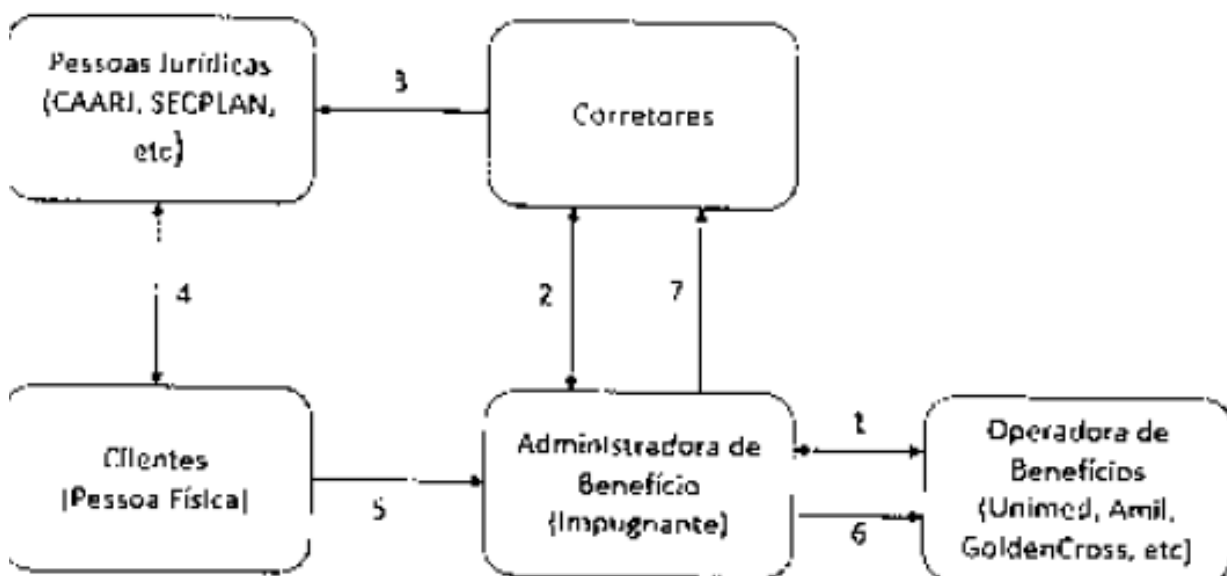 Pessoas Jurídicas
(CAARJ, SECPLAN,
etc)
3
Corretores
4
2
7
Clientes
(Pessoa Física)
5
Administradora de
Benefício
(Impugnante)
1
6
Operadora de
Benefícios
(Unimed, Amil,
GoldenCross, etc)